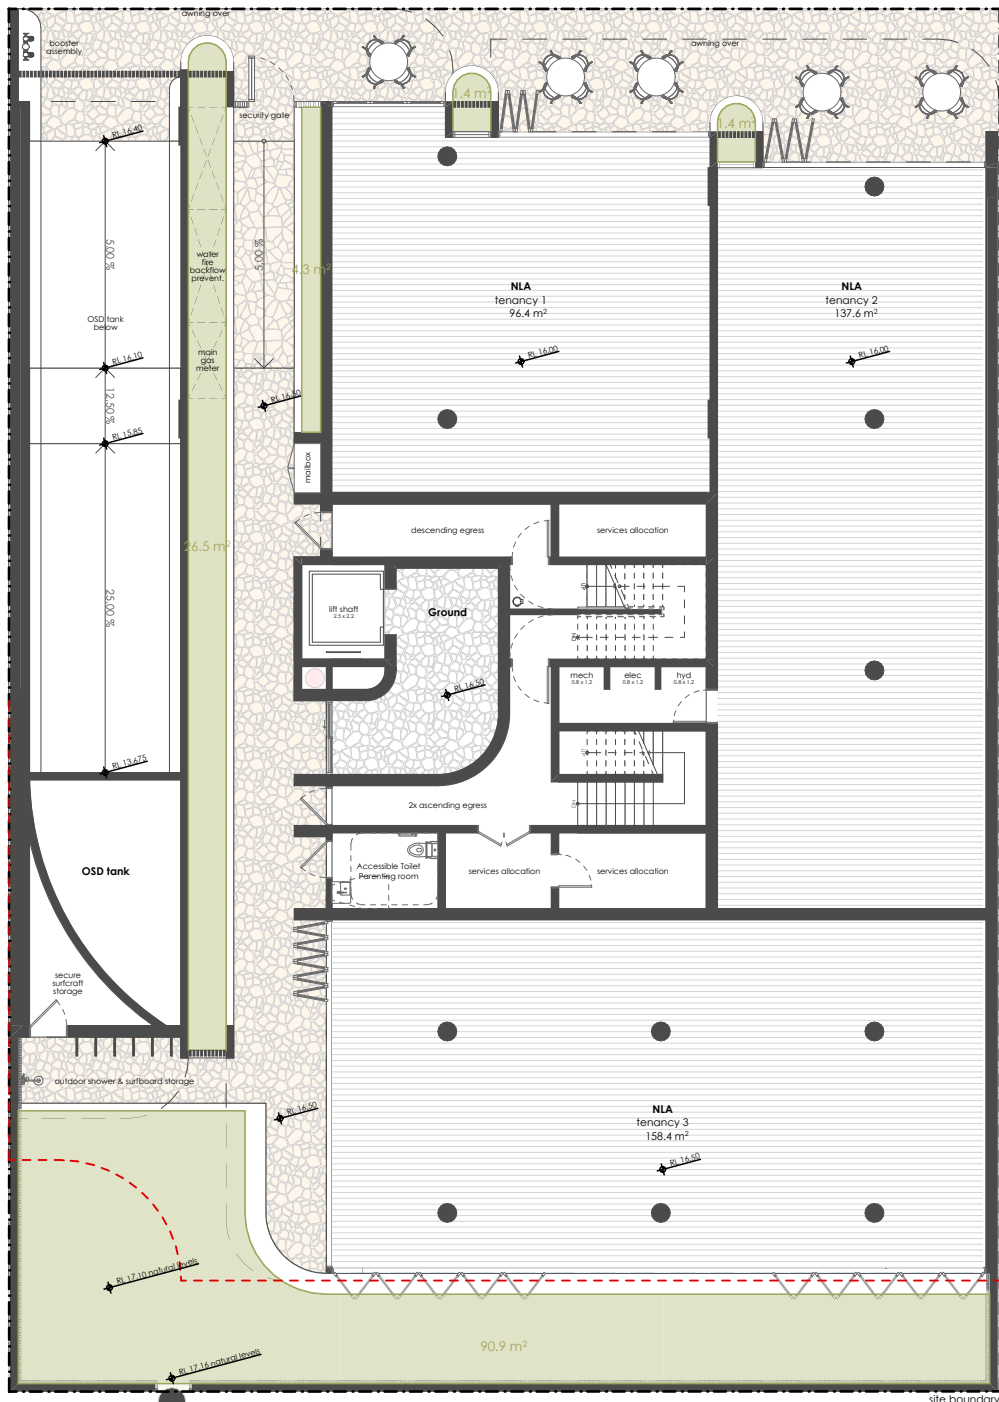 awning over
booster
assembly
awning over
1.4 m²
1.4 m²
security gate
RL 16.40
5.00 %
5.00 %
water
fire
backflow
prevent.
4.3 m²
NLA
tenancy 1
96.4 m²
NLA
tenancy 2
137.6 m²
OSD tank
below
main
gas
meter
RL 16.10
RL 16.00
RL 16.00
12.50 %
RL 16.50
RL 15.85
mailbox
descending egress
services allocation
26.5 m²
25.00 %
lift shaft
2.5 x 2.2
Ground
UP
DN
RL 16.50
mech
0.8 x 1.2
elec
0.8 x 1.2
hyd
0.8 x 1.2
UP
RL 13.675
2x ascending egress
DN
OSD tank
Accessible Toilet
Parenting room
services allocation
services allocation
secure
surfcraft
storage
outdoor shower & surfboard storage
RL 16.50
NLA
tenancy 3
158.4 m²
RL 16.50
RL 17.10 natural levels
90.9 m²
RL 17.16 natural levels
site boundary